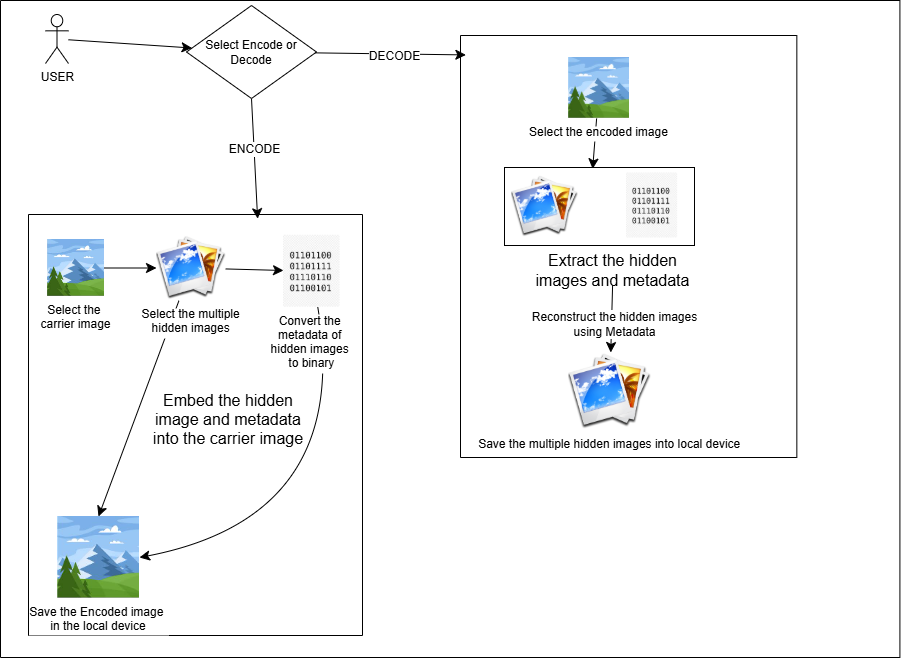 USER
Select Encode or
Decode
DECODE
ENCODE
Select the
carrier image
Select the multiple
hidden images
01101100
01101111
01110110
01100101
Convert the
metadata of
hidden images
to binary
Embed the hidden
image and metadata
into the carrier image
Save the Encoded image
in the local device
Select the encoded image
01101100
01101111
01110110
01100101
Extract the hidden
images and metadata
Reconstruct the hidden images
using Metadata
Save the multiple hidden images into local device